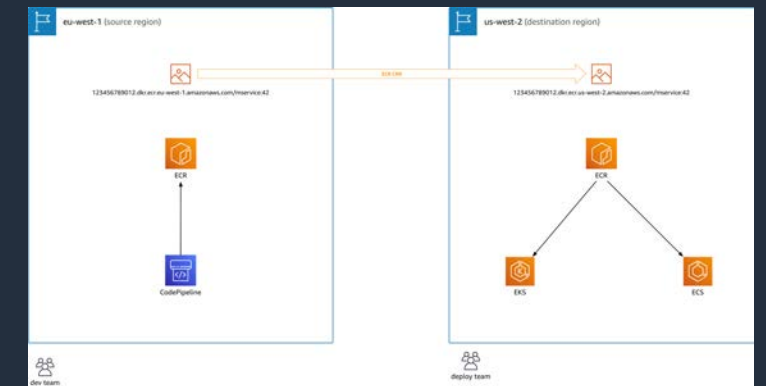 eu-west-1 (source region)
us-west-2 (destination region)
ECR CRR
123456789012.dkr.ecr.eu-west-1.amazonaws.com/mservice:42
123456789012.dkr.ecr.us-west-2.amazonaws.com/mservice:42
ECR
ECR
CodePipeline
EKS
ECS
dev team
deploy team